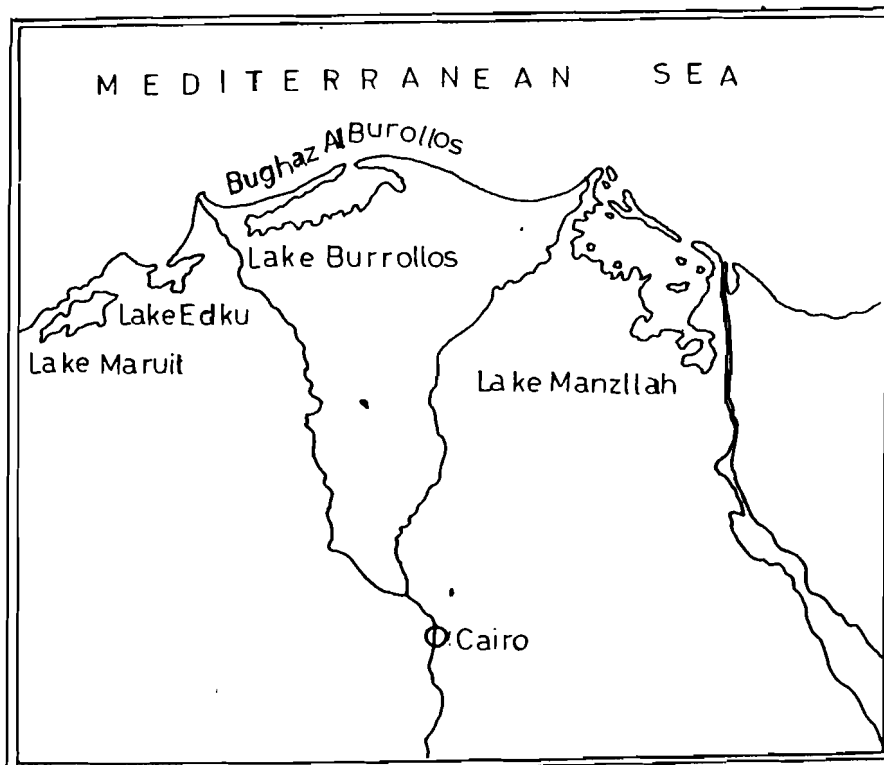 MEDITERRANEAN SEA
Bughaz Al Burollos
Lake Burrollos
Lake Edku
Lake Maruit
Lake Manzllah
Cairo